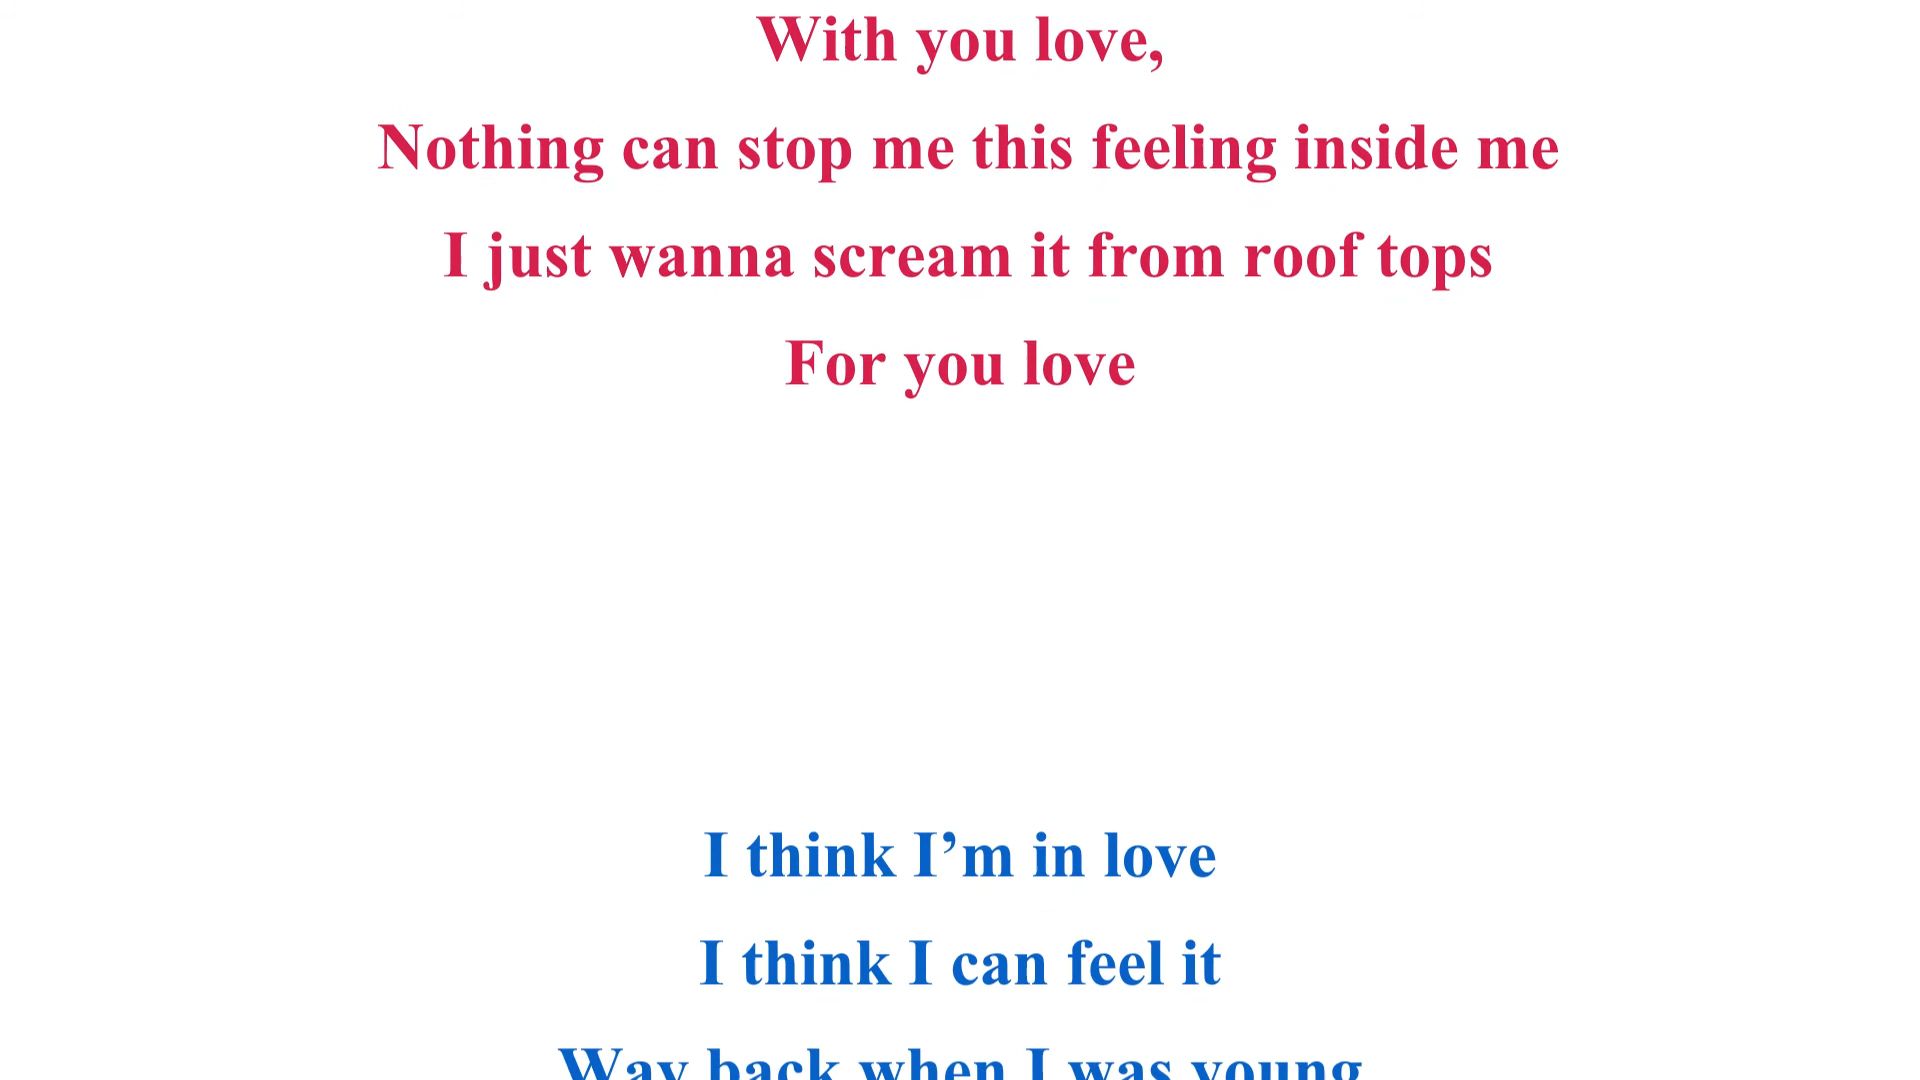 With you love,
Nothing can stop me this feeling inside me
I just wanna scream it from roof tops
For you love
I think I’m in love
I think I can feel it
Way back when I was young